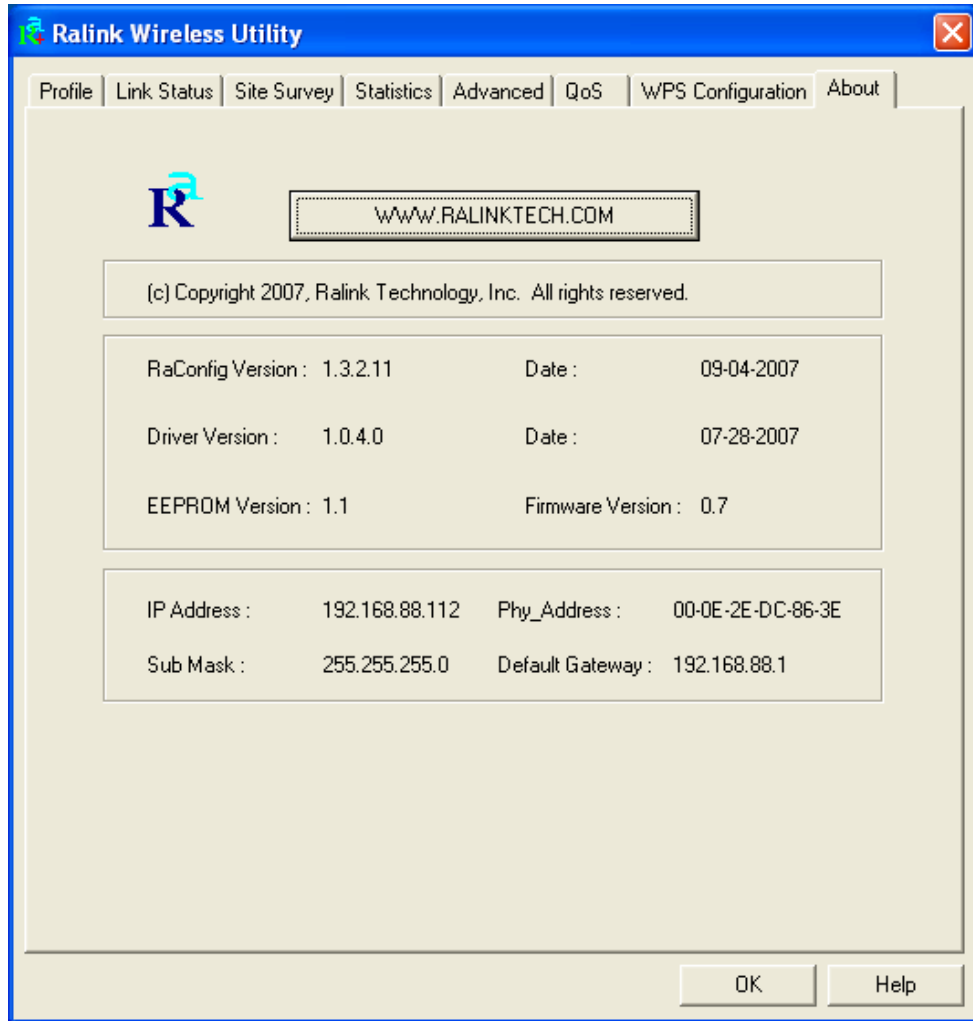 Ralink Wireless Utility
Profile Link Status Site Survey Statistics Advanced QoS WPS Configuration About
Ra
WWW.RALINKTECH.COM
(c) Copyright 2007, Ralink Technology, Inc. All rights reserved.
RaConfig Version : 1.3.2.11 Date : 09-04-2007
Driver Version : 1.0.4.0 Date : 07-28-2007
EEPROM Version : 1.1 Firmware Version : 0.7
IP Address : 192.168.88.112 Phy_Address : 00-0E-2E-DC-86-3E
Sub Mask : 255.255.255.0 Default Gateway : 192.168.88.1
OK Help